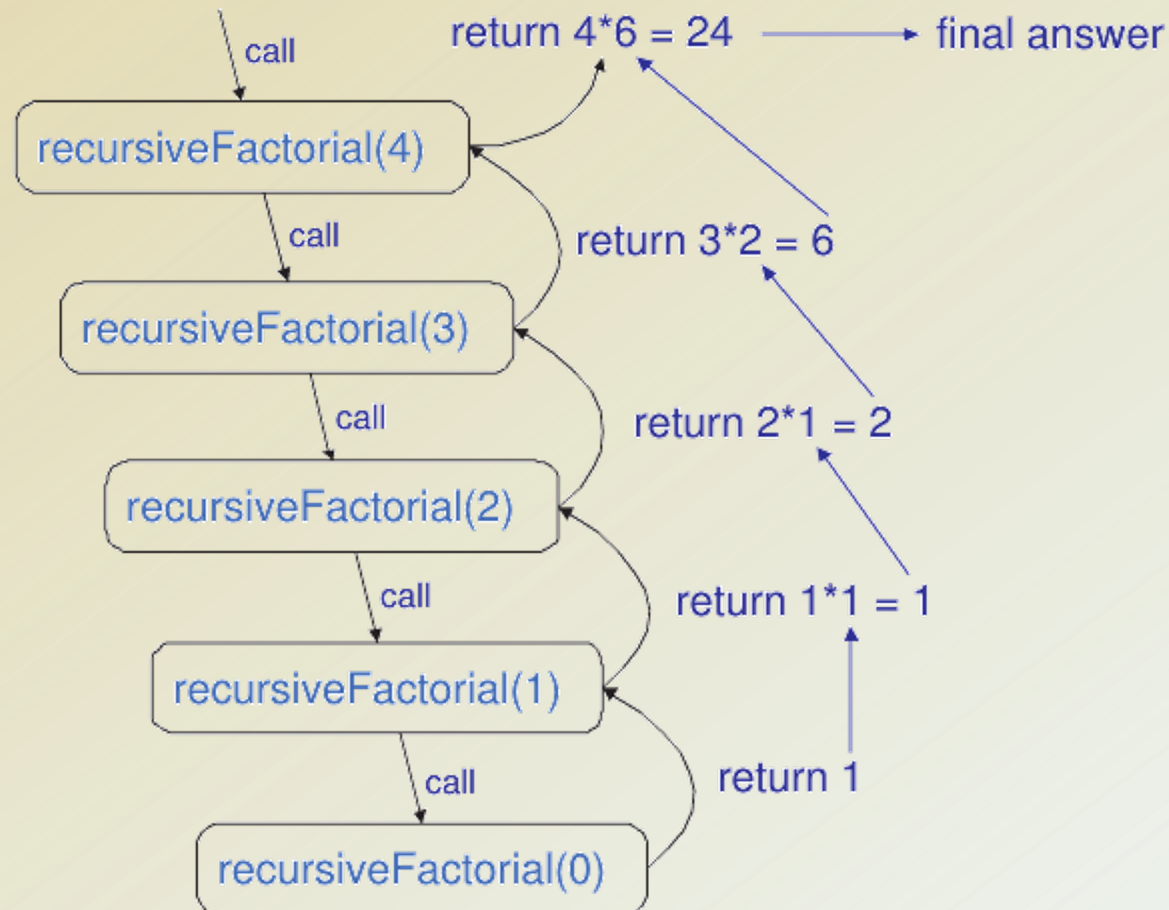 return 4*6 = 24 final answer
call
recursiveFactorial(4)
call
return 3*2 = 6
recursiveFactorial(3)
call
return 2*1 = 2
recursiveFactorial(2)
call
return 1*1 = 1
recursiveFactorial(1)
call
return 1
recursiveFactorial(0)